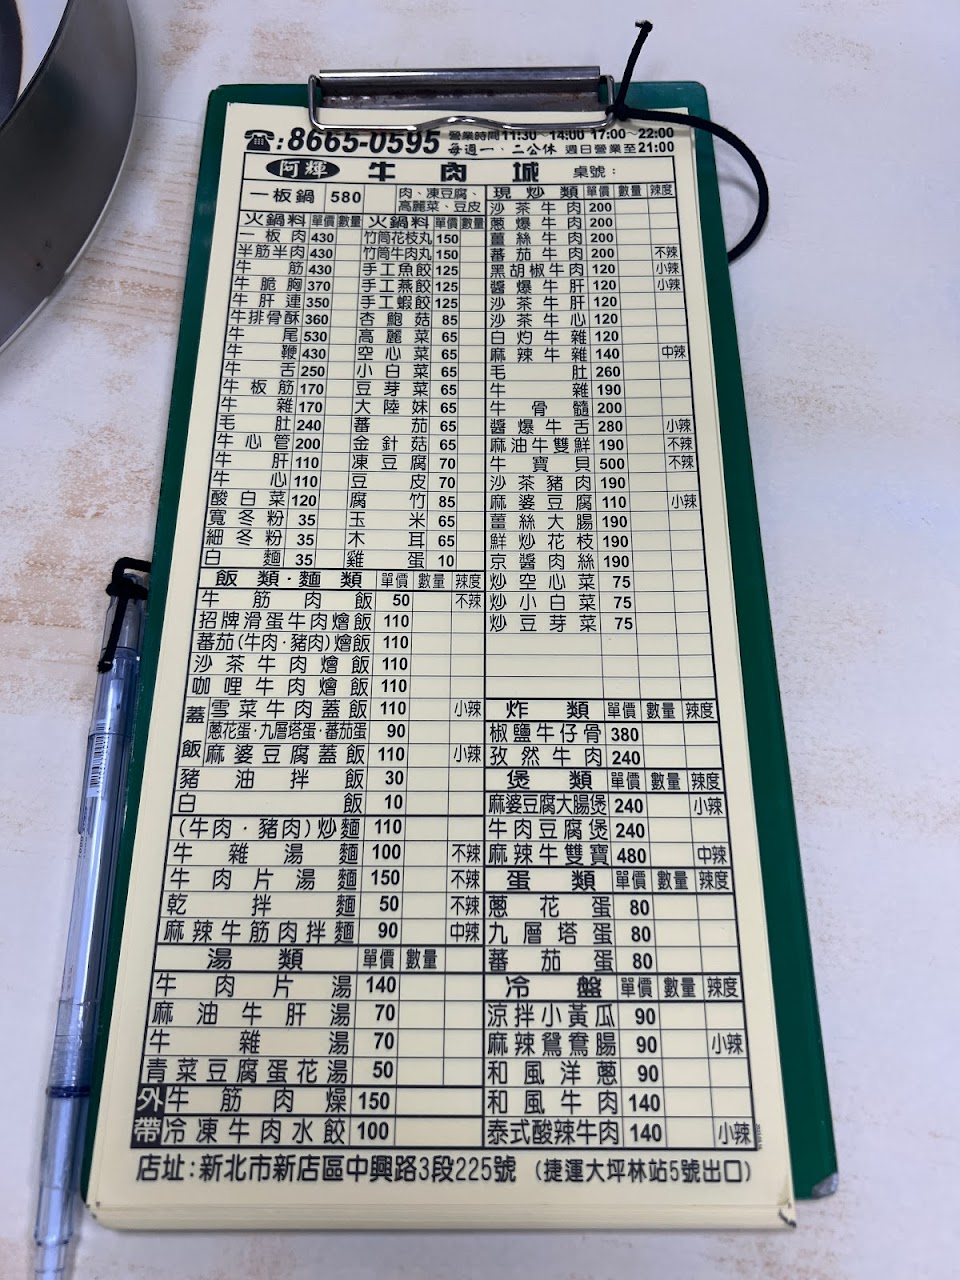 ☎:8665-0595 營業時間11:30~14:00 17:00~22:00
每週一、二公休 週日營業至21:00
阿輝 牛肉城 桌號:
一板鍋 580 肉、凍豆腐、高麗菜、豆皮
火鍋料 單價 數量
一板肉 430
半筋半肉 430
牛筋 430
牛脆胸 370
牛肝連 350
牛排骨酥 360
牛尾 530
牛鞭 430
牛舌 250
牛板筋 170
牛雜 170
毛肚 240
牛心管 200
牛肝 110
牛心 110
酸白菜 120
寬冬粉 35
細冬粉 35
白麵 35
火鍋料 單價 數量
竹筒花枝丸 150
竹筒牛肉丸 150
手工魚餃 125
手工燕餃 125
手工蝦餃 125
杏鮑菇 85
高麗菜 65
空心菜 65
小白菜 65
豆芽菜 65
大陸妹 65
蕃茄 65
金針菇 65
凍豆腐 70
豆皮 70
腐竹 85
玉米 65
木耳 65
雞蛋 10
飯類·麵類 單價 數量 辣度
牛筋肉飯 50 不辣
招牌滑蛋牛肉燴飯 110
蕃茄(牛肉·豬肉)燴飯 110
沙茶牛肉燴飯 110
咖哩牛肉燴飯 110
蓋飯
雪菜牛肉蓋飯 110 小辣
蔥花蛋·九層塔蛋·蕃茄蛋 90
麻婆豆腐蓋飯 110 小辣
豬油拌飯 30
白飯 10
(牛肉·豬肉)炒麵 110
牛雜湯麵 100 不辣
牛肉片湯麵 150 不辣
乾拌麵 50 不辣
麻辣牛筋肉拌麵 90 中辣
湯類 單價 數量
牛肉片湯 140
麻油牛肝湯 70
牛雜湯 70
青菜豆腐蛋花湯 50
外帶
牛筋肉燥 150
冷凍牛肉水餃 100
現炒類 單價 數量 辣度
沙茶牛肉 200
蔥爆牛肉 200
薑絲牛肉 200
蕃茄牛肉 200 不辣
黑胡椒牛肉 120 小辣
醬爆牛肝 120 小辣
沙茶牛肝 120
沙茶牛心 120
白灼牛雜 120
麻辣牛雜 140 中辣
毛肚 260
牛雜 190
牛骨髓 200
醬爆牛舌 280 小辣
麻油牛雙鮮 190 不辣
牛寶貝 500 不辣
沙茶豬肉 190
麻婆豆腐 110 小辣
薑絲大腸 190
鮮炒花枝 190
京醬肉絲 190
炒空心菜 75
炒小白菜 75
炒豆芽菜 75
炸類 單價 數量 辣度
椒鹽牛仔骨 380
孜然牛肉 240
煲類 單價 數量 辣度
麻婆豆腐大腸煲 240 小辣
牛肉豆腐煲 240
麻辣牛雙寶 480 中辣
蛋類 單價 數量 辣度
蔥花蛋 80
九層塔蛋 80
蕃茄蛋 80
冷盤 單價 數量 辣度
涼拌小黃瓜 90
麻辣鴛鴦腸 90 小辣
和風洋蔥 90
和風牛肉 140
泰式酸辣牛肉 140 小辣
店址:新北市新店區中興路3段225號 (捷運大坪林站5號出口)